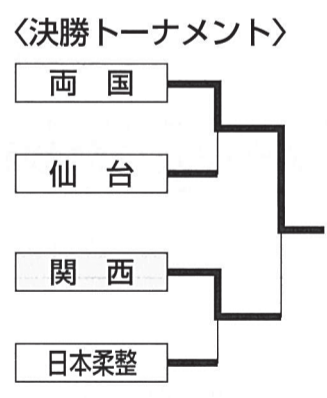 〈決勝トーナメント〉
両 国
仙 台
関 西
日本柔整